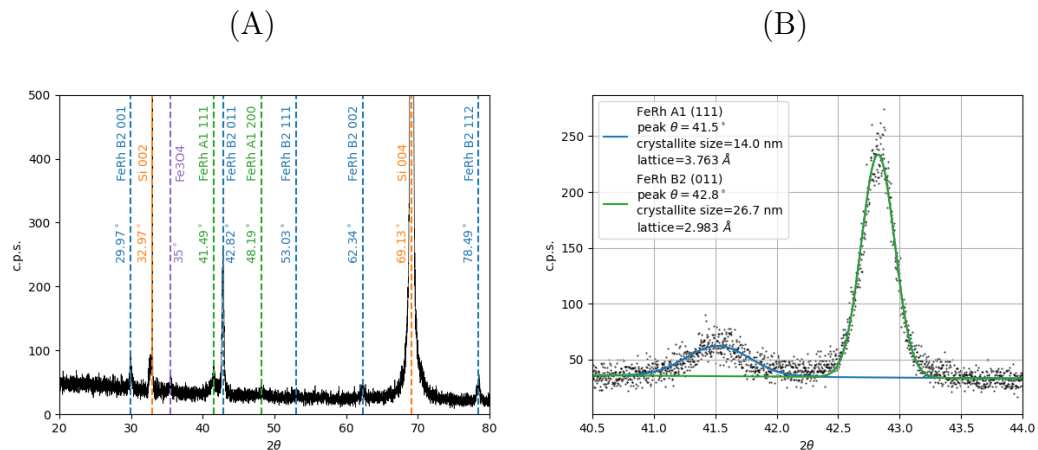 (A)
(B)
500
400
300
200
100
0
c.p.s.
20
30
40
50
60
70
80
2θ
FeRh B2 001
Si 002
Fe3O4
FeRh A1 111
FeRh B2 011
FeRh A1 200
FeRh B2 111
FeRh B2 002
Si 004
FeRh B2 112
29.97°
32.97°
35°
41.49°
42.82°
48.19°
53.03°
62.34°
69.13°
78.49°
250
200
150
100
50
c.p.s.
FeRh A1 (111)
peak θ = 41.5°
crystallite size=14.0 nm
lattice=3.763 Å
FeRh B2 (011)
peak θ = 42.8°
crystallite size=26.7 nm
lattice=2.983 Å
40.5
41.0
41.5
42.0
42.5
43.0
43.5
44.0
2θ